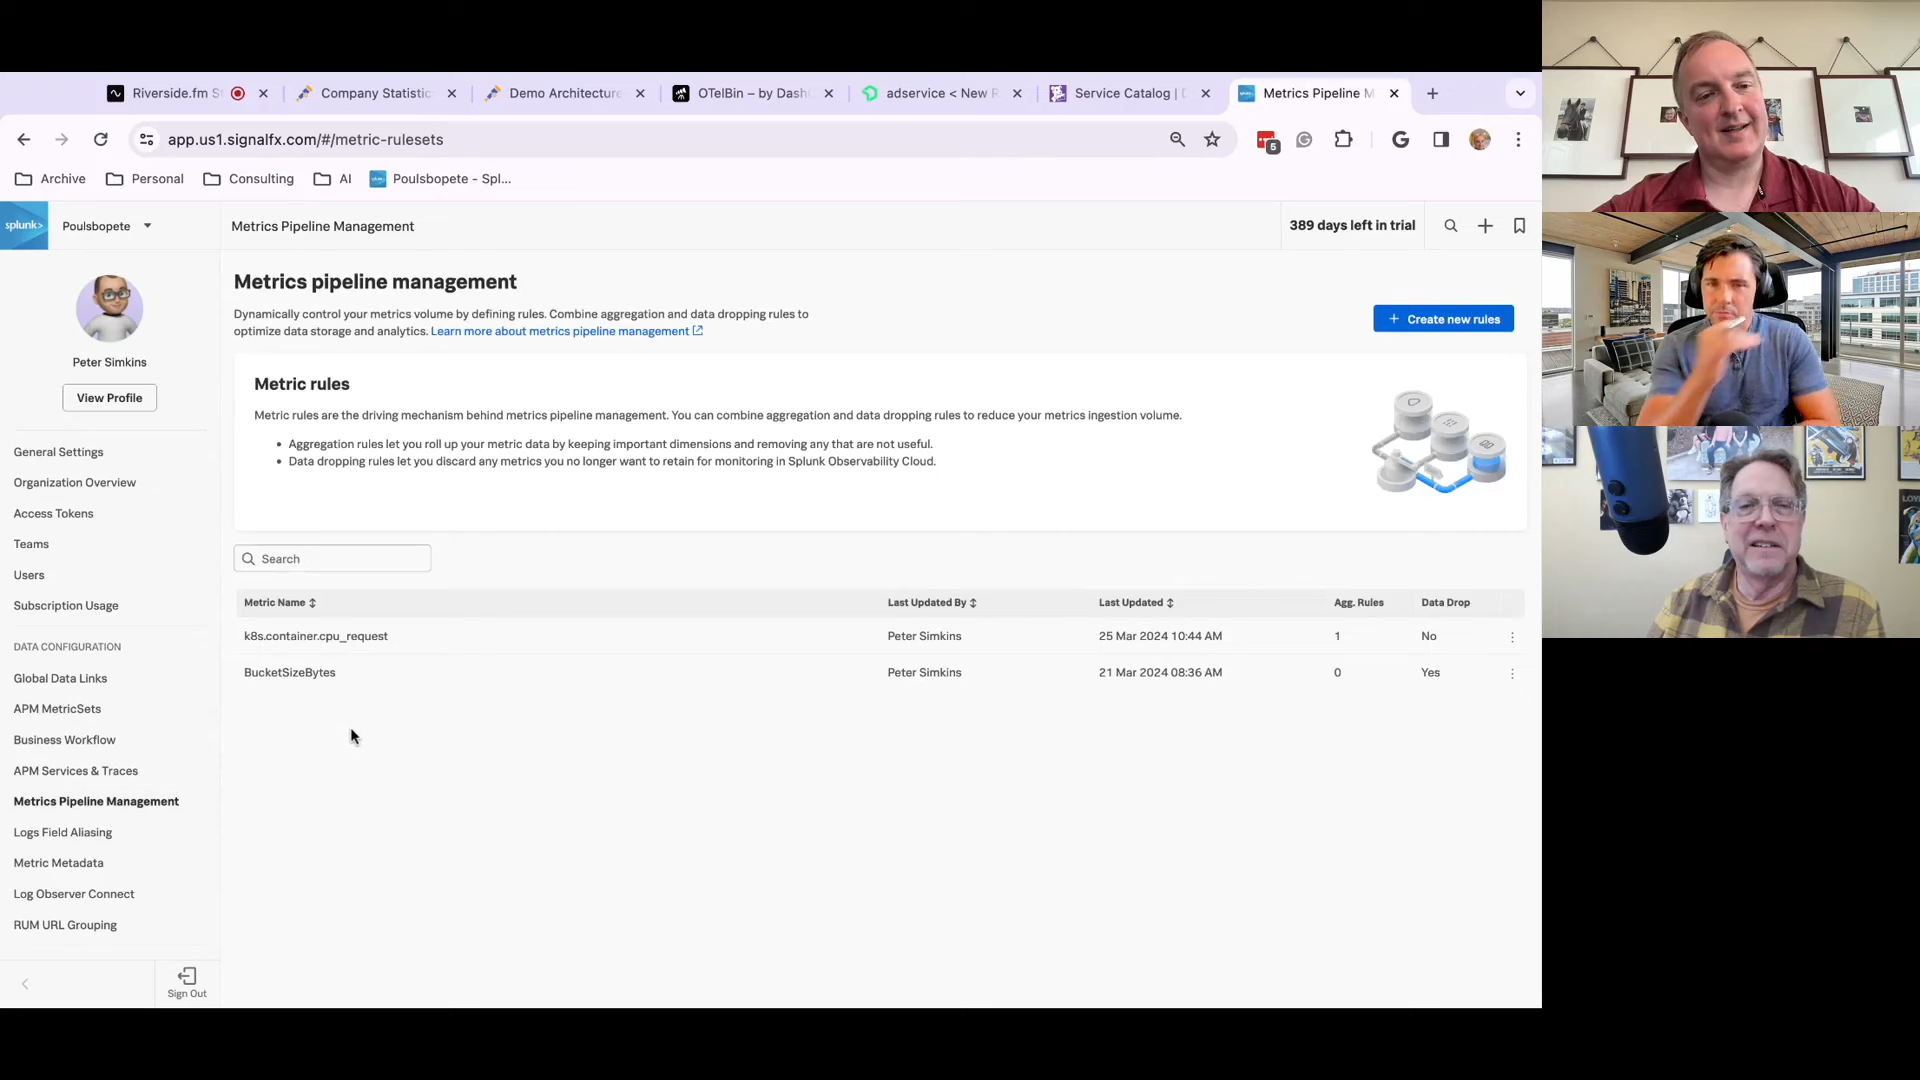 Riverside.fm S
Company Statistic
Demo Architecture
OTelBin – by Dash
adservice < New R
Service Catalog | D
Metrics Pipeline M
app.us1.signalfx.com/#/metric-rulesets
5
Archive
Personal
Consulting
AI
Poulsbopete - Spl...
splunk>
Poulsbopete
Metrics Pipeline Management
389 days left in trial
Peter Simkins
View Profile
General Settings
Organization Overview
Access Tokens
Teams
Users
Subscription Usage
DATA CONFIGURATION
Global Data Links
APM MetricSets
Business Workflow
APM Services & Traces
Metrics Pipeline Management
Logs Field Aliasing
Metric Metadata
Log Observer Connect
RUM URL Grouping
Sign Out
Metrics pipeline management
Dynamically control your metrics volume by defining rules. Combine aggregation and data dropping rules to
optimize data storage and analytics. Learn more about metrics pipeline management
Create new rules
Metric rules
Metric rules are the driving mechanism behind metrics pipeline management. You can combine aggregation and data dropping rules to reduce your metrics ingestion volume.
• Aggregation rules let you roll up your metric data by keeping important dimensions and removing any that are not useful.
• Data dropping rules let you discard any metrics you no longer want to retain for monitoring in Splunk Observability Cloud.
Search
Metric Name Last Updated By Last Updated Agg. Rules Data Drop
k8s.container.cpu_request Peter Simkins 25 Mar 2024 10:44 AM 1 No
BucketSizeBytes Peter Simkins 21 Mar 2024 08:36 AM 0 Yes